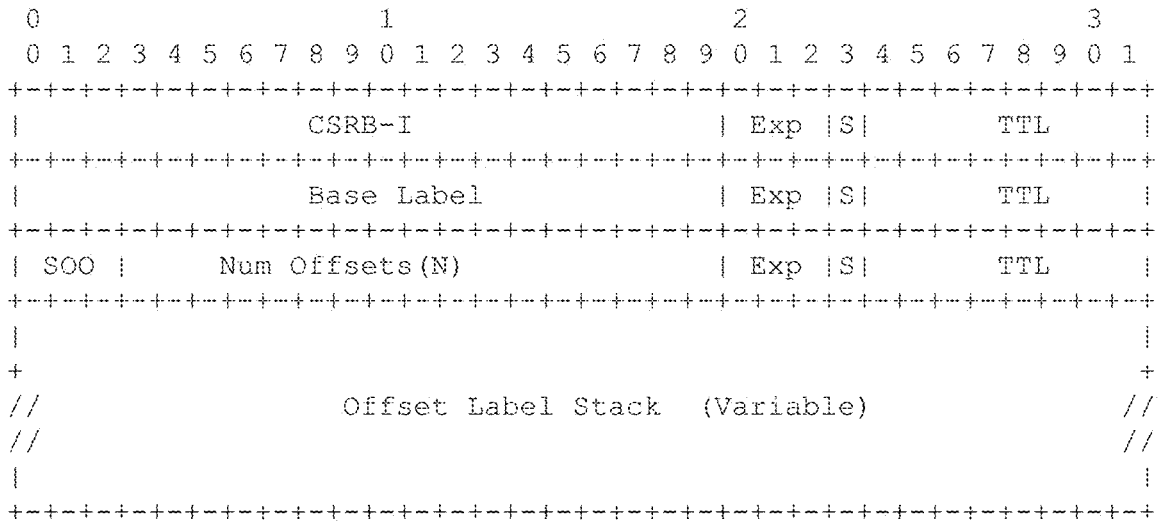 0                   1                   2                   3
 0 1 2 3 4 5 6 7 8 9 0 1 2 3 4 5 6 7 8 9 0 1 2 3 4 5 6 7 8 9 0 1
+-+-+-+-+-+-+-+-+-+-+-+-+-+-+-+-+-+-+-+-+-+-+-+-+-+-+-+-+-+-+-+-+
|                CSRB-I                 | Exp |S|      TTL      |
+-+-+-+-+-+-+-+-+-+-+-+-+-+-+-+-+-+-+-+-+-+-+-+-+-+-+-+-+-+-+-+-+
|                Base Label             | Exp |S|      TTL      |
+-+-+-+-+-+-+-+-+-+-+-+-+-+-+-+-+-+-+-+-+-+-+-+-+-+-+-+-+-+-+-+-+
| SOO |     Num Offsets(N)              | Exp |S|      TTL      |
+-+-+-+-+-+-+-+-+-+-+-+-+-+-+-+-+-+-+-+-+-+-+-+-+-+-+-+-+-+-+-+-+
|                                                               |
+                                                               +
//                 Offset Label Stack  (Variable)              //
//                                                             //
|                                                               |
+-+-+-+-+-+-+-+-+-+-+-+-+-+-+-+-+-+-+-+-+-+-+-+-+-+-+-+-+-+-+-+-+